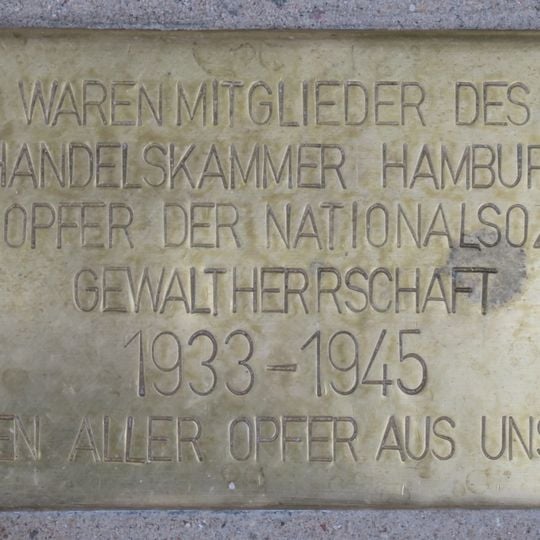 WAREN MITGLIEDER DES
HANDELSKAMMER HAMBUR
OPFER DER NATIONALSOZ
GEWALTHERRSCHAFT
1933-1945
EN ALLER OPFER AUS UNS